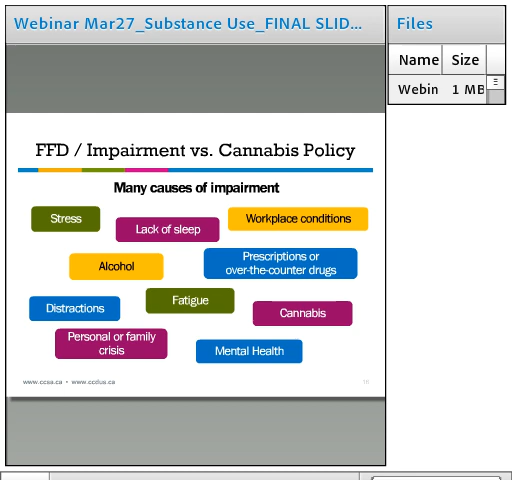 Webinar Mar27_Substance Use_FINAL SLID...
Files
Name Size
Webin 1 MB
FFD / Impairment vs. Cannabis Policy
Many causes of impairment
Stress
Lack of sleep
Workplace conditions
Alcohol
Prescriptions or
over-the-counter drugs
Distractions
Fatigue
Cannabis
Personal or family
crisis
Mental Health
www.ccsa.ca • www.ccdus.ca
16